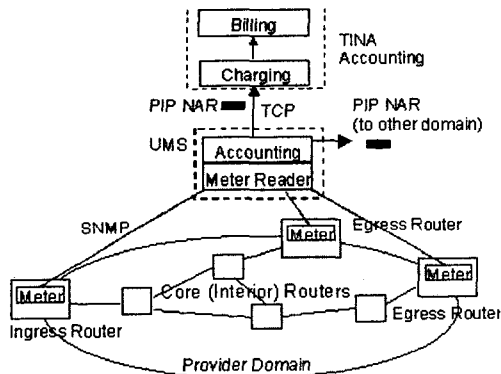 Billing
TINA
Accounting
Charging
PIP NAR
TCP
PIP NAR
(to other domain)
UMS
Accounting
Meter Reader
SNMP
Egress Router
Meter
Meter
Meter
Core (Interior) Routers
Ingress Router
Egress Router
Provider Domain